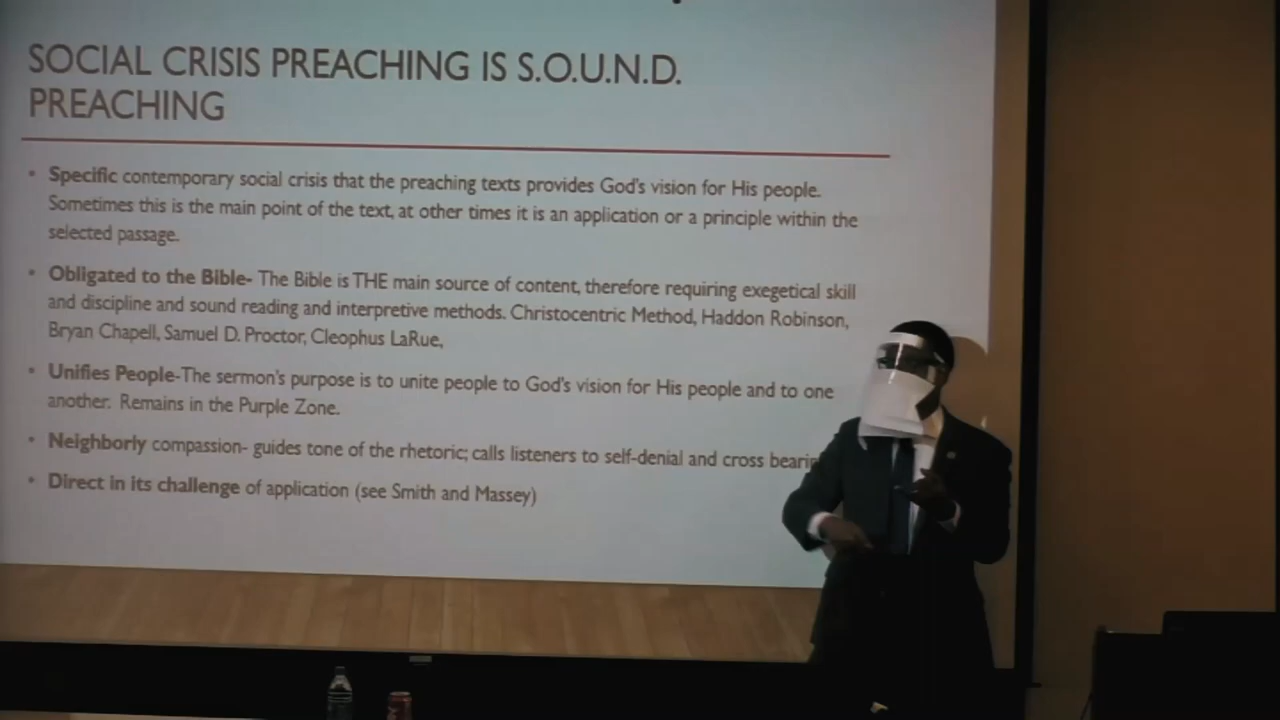 SOCIAL CRISIS PREACHING IS S.O.U.N.D.
PREACHING
• Specific contemporary social crisis that the preaching texts provides God's vision for His people.
Sometimes this is the main point of the text, at other times it is an application or a principle within the
selected passage.
• Obligated to the Bible- The Bible is THE main source of content, therefore requiring exegetical skill
and discipline and sound reading and interpretive methods. Christocentric Method, Haddon Robinson,
Bryan Chapell, Samuel D. Proctor, Cleophus LaRue,
• Unifies People-The sermon's purpose is to unite people to God's vision for His people and to one
another. Remains in the Purple Zone.
• Neighborly compassion- guides tone of the rhetoric; calls listeners to self-denial and cross
• Direct in its challenge of application (see Smith and Massey)